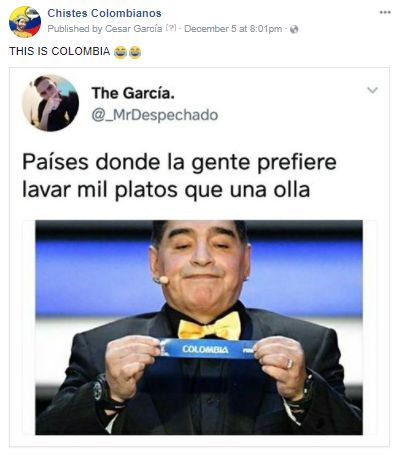 Chistes Colombianos
Published by Cesar García [?] · December 5 at 8:01pm ·
THIS IS COLOMBIA 😂😂
The García.
@_MrDespechado
Países donde la gente prefiere
lavar mil platos que una olla
COLOMBIA FIFA